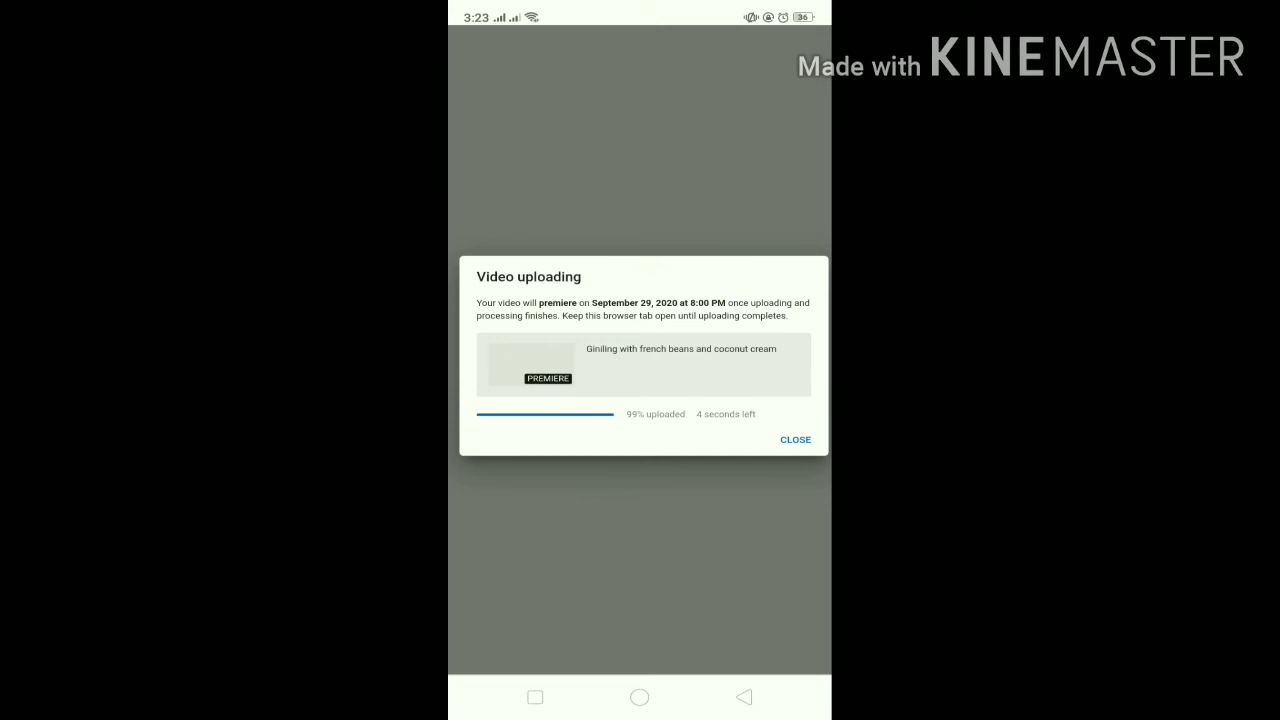 3:23
36
Made with KINEMASTER
Video uploading
Your video will premiere on September 29, 2020 at 8:00 PM once uploading and
processing finishes. Keep this browser tab open until uploading completes.
Giniling with french beans and coconut cream
PREMIERE
99% uploaded 4 seconds left
CLOSE